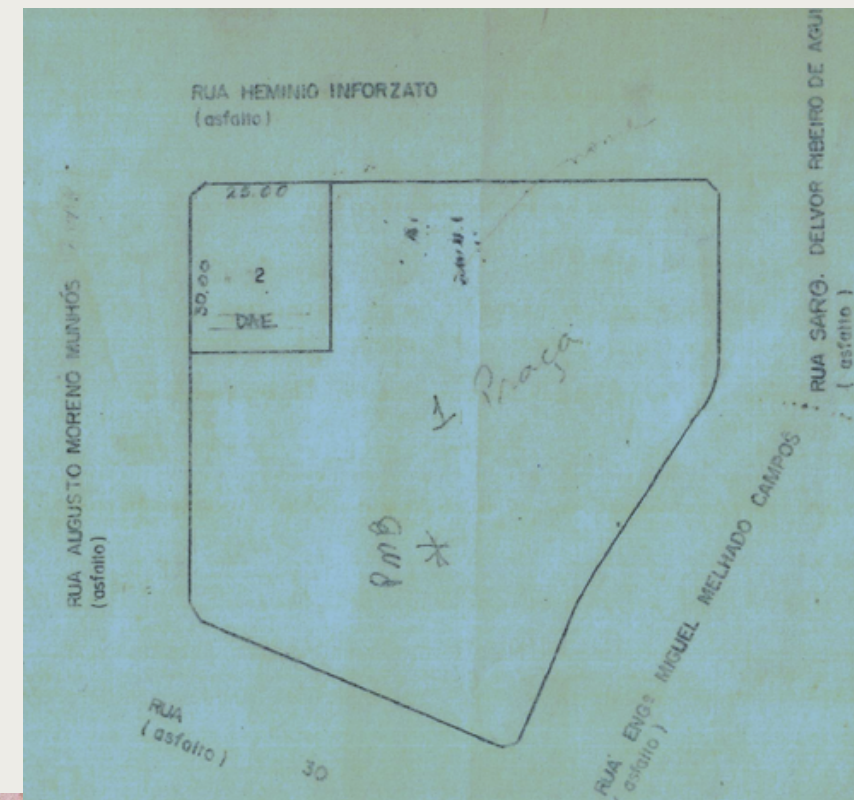 RUA HEMINIO INFORZATO
(asfalto)
RUA SARG. DELVOR RIBEIRO DE AGUI
(asfalto)
25.00
30,00
2
DAE.
1 Praça
RUA AUGUSTO MORENO MUNHÓS
(asfalto)
PMB
*
RUA ENGº MIGUEL MELHADO CAMPOS
asfalto)
RUA
(asfalto)
30